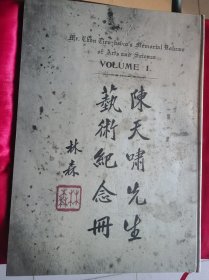 Mr. Chen Tien-shiao's Memorial Volume
of Arts and Science
VOLUME I.
陳天嘯先生
藝術紀念冊
林森